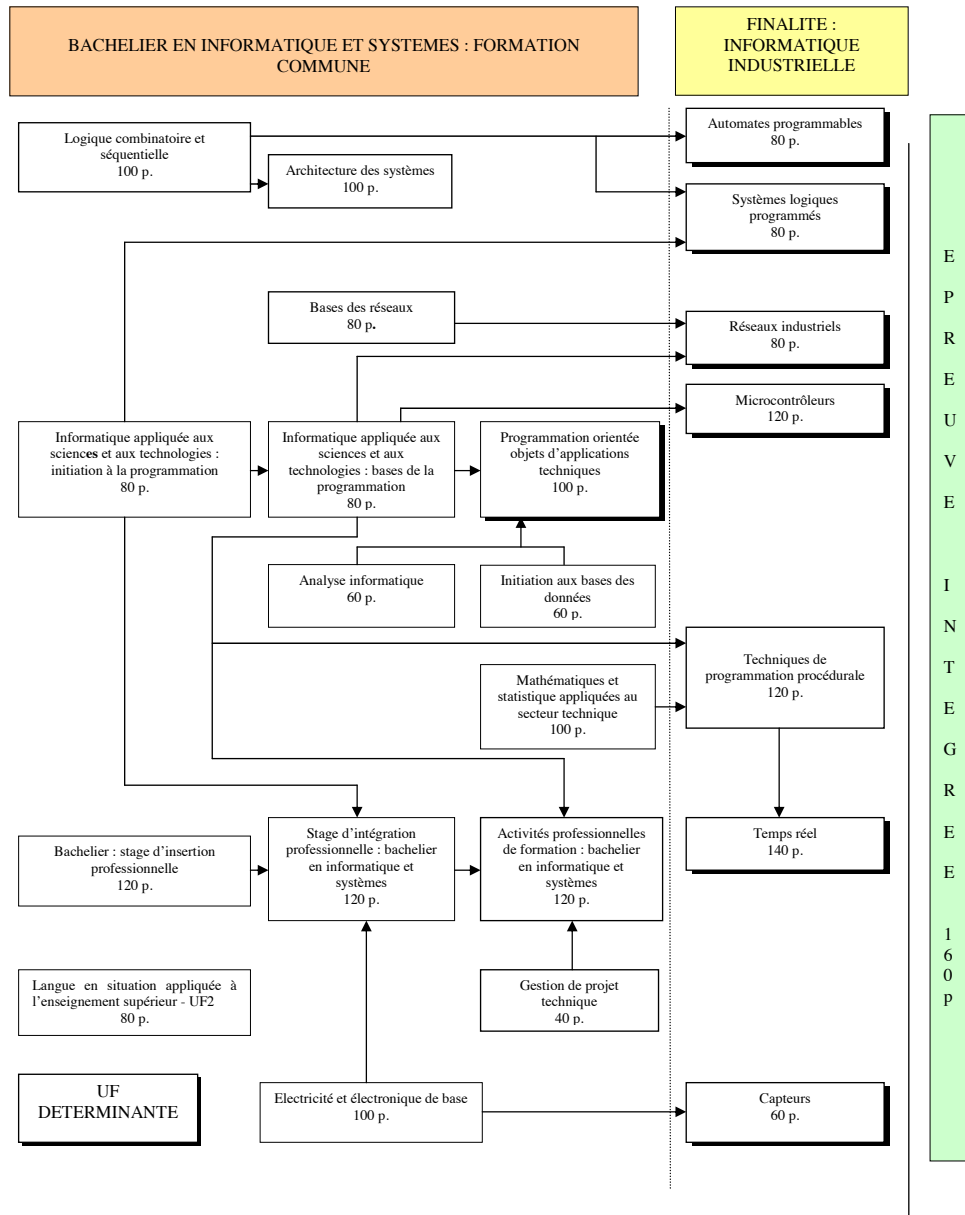 BACHELIER EN INFORMATIQUE ET SYSTEMES : FORMATION
COMMUNE
FINALITE :
INFORMATIQUE
INDUSTRIELLE
Logique combinatoire et
séquentielle
100 p.
Architecture des systèmes
100 p.
Automates programmables
80 p.
Systèmes logiques
programmés
80 p.
Bases des réseaux
80 p.
Réseaux industriels
80 p.
Microcontrôleurs
120 p.
Informatique appliquée aux
sciences et aux technologies :
initiation à la programmation
80 p.
Informatique appliquée aux
sciences et aux
technologies : bases de la
programmation
80 p.
Programmation orientée
objets d'applications
techniques
100 p.
Analyse informatique
60 p.
Initiation aux bases des
données
60 p.
Mathématiques et
statistique appliquées au
secteur technique
100 p.
Techniques de
programmation procédurale
120 p.
Bachelier : stage d'insertion
professionnelle
120 p.
Stage d'intégration
professionnelle : bachelier
en informatique et
systèmes
120 p.
Activités professionnelles
de formation : bachelier
en informatique et
systèmes
120 p.
Temps réel
140 p.
Langue en situation appliquée à
l'enseignement supérieur - UF2
80 p.
Gestion de projet
technique
40 p.
UF
DETERMINANTE
Electricité et électronique de base
100 p.
Capteurs
60 p.
E
P
R
E
U
V
E
I
N
T
E
G
R
E
E
1
6
0
p